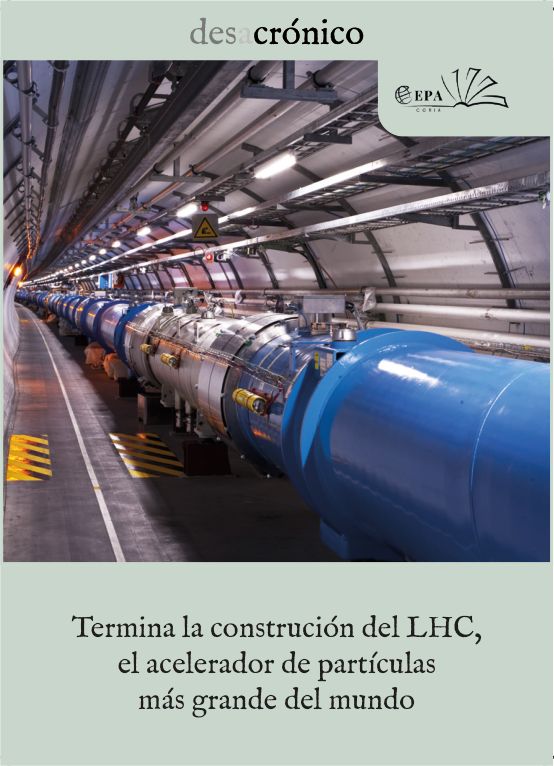 desacrónico
EPA
CORIA
Termina la construción del LHC,
el acelerador de partículas
más grande del mundo